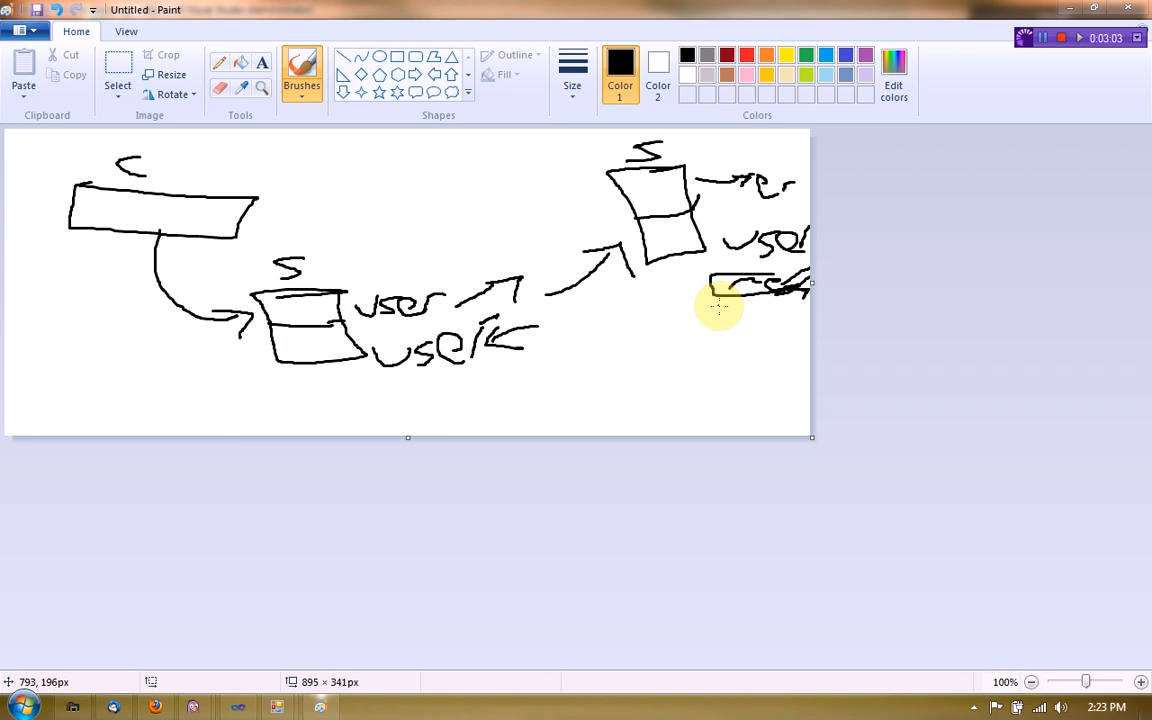 Untitled - Paint
Home
View
0:03:03
Paste
Cut
Copy
Clipboard
Select
Crop
Resize
Rotate
Image
Tools
Brushes
Shapes
Outline
Fill
Size
Color
1
Color
2
Edit
colors
Colors
C
S
S
user
user
user
793, 196px
895 × 341px
100%
2:23 PM